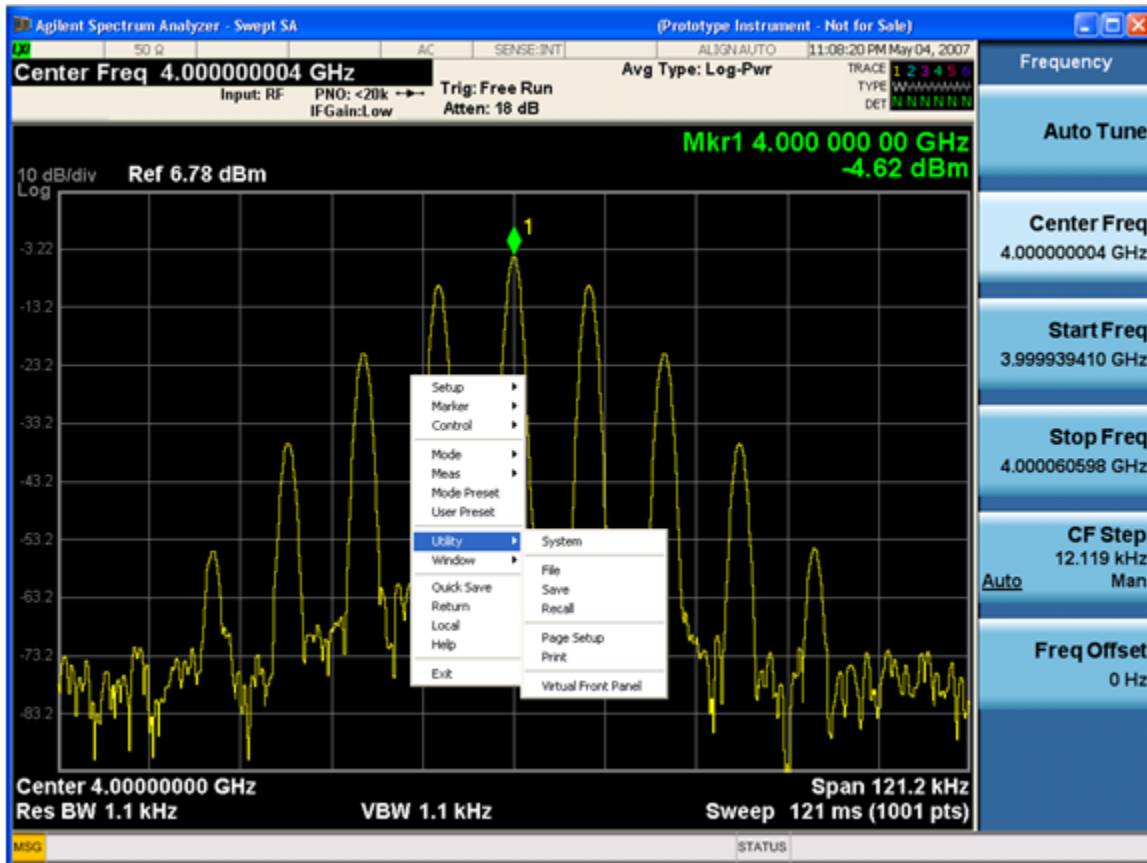 Agilent Spectrum Analyzer - Swept SA (Prototype Instrument - Not for Sale)
LXI 50 Ω AC SENSE:INT ALIGNAUTO 11:08:20 PM May 04, 2007
Center Freq 4.000000004 GHz
Input: RF PNO: <20k Trig: Free Run Avg Type: Log-Pwr TRACE 1 2 3 4 5 6
IFGain:Low Atten: 18 dB TYPE WWWWWW
DET N N N N N N
Mkr1 4.000 000 00 GHz
-4.62 dBm
10 dB/div Ref 6.78 dBm
Log
1
-3.22
-13.2
-23.2
-33.2
-43.2
-53.2
-63.2
-73.2
-83.2
Setup
Marker
Control
Mode
Meas
Mode Preset
User Preset
Utility
Window
Quick Save
Return
Local
Help
Exit
System
File
Save
Recall
Page Setup
Print
Virtual Front Panel
Center 4.00000000 GHz Span 121.2 kHz
Res BW 1.1 kHz VBW 1.1 kHz Sweep 121 ms (1001 pts)
MSG STATUS
Frequency
Auto Tune
Center Freq
4.000000004 GHz
Start Freq
3.999939410 GHz
Stop Freq
4.000060598 GHz
CF Step
12.119 kHz
Auto Man
Freq Offset
0 Hz